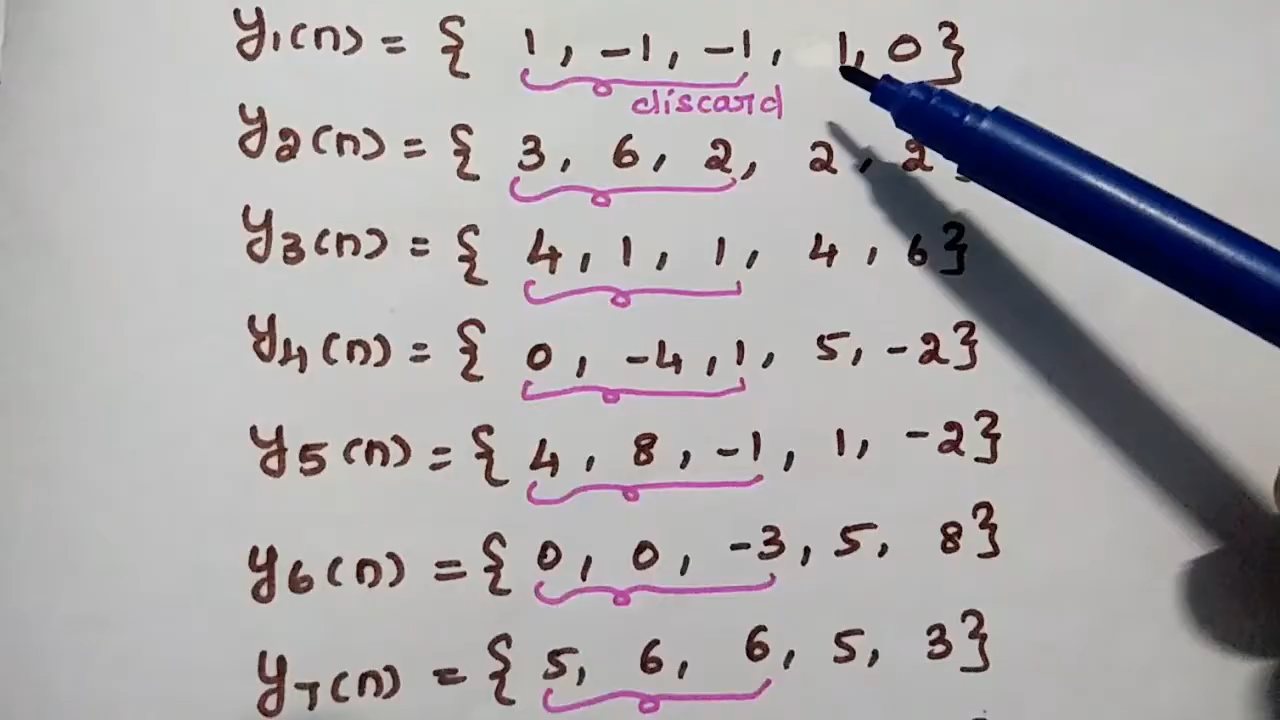 y1(n) = { 1, -1, -1, 1, 0}
discard
y2(n) = { 3, 6, 2, 2, 2}
y3(n) = { 4, 1, 1, 4, 6}
y4(n) = { 0, -4, 1, 5, -2}
y5(n) = { 4, 8, -1, 1, -2}
y6(n) = { 0, 0, -3, 5, 8}
y7(n) = { 5, 6, 6, 5, 3}